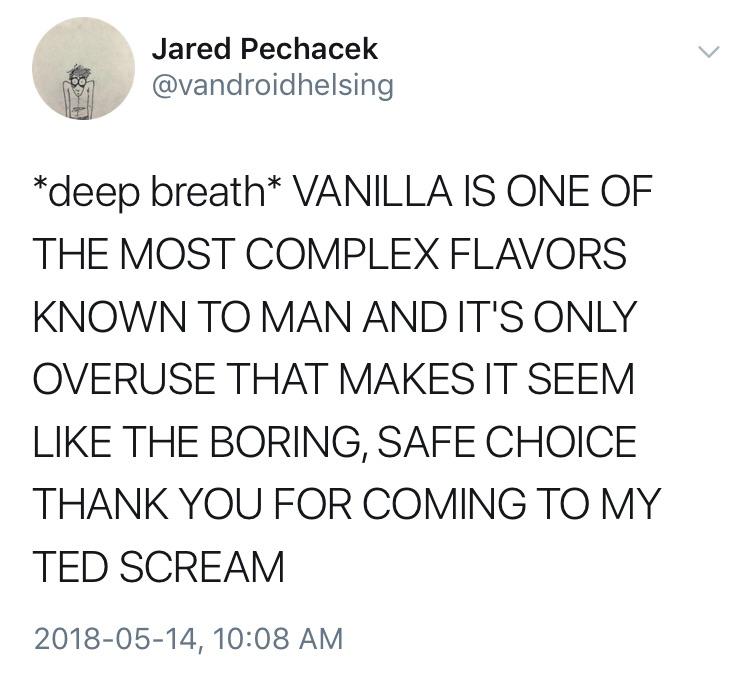 Jared Pechacek
@vandroidhelsing
*deep breath* VANILLA IS ONE OF
THE MOST COMPLEX FLAVORS
KNOWN TO MAN AND IT'S ONLY
OVERUSE THAT MAKES IT SEEM
LIKE THE BORING, SAFE CHOICE
THANK YOU FOR COMING TO MY
TED SCREAM
2018-05-14, 10:08 AM